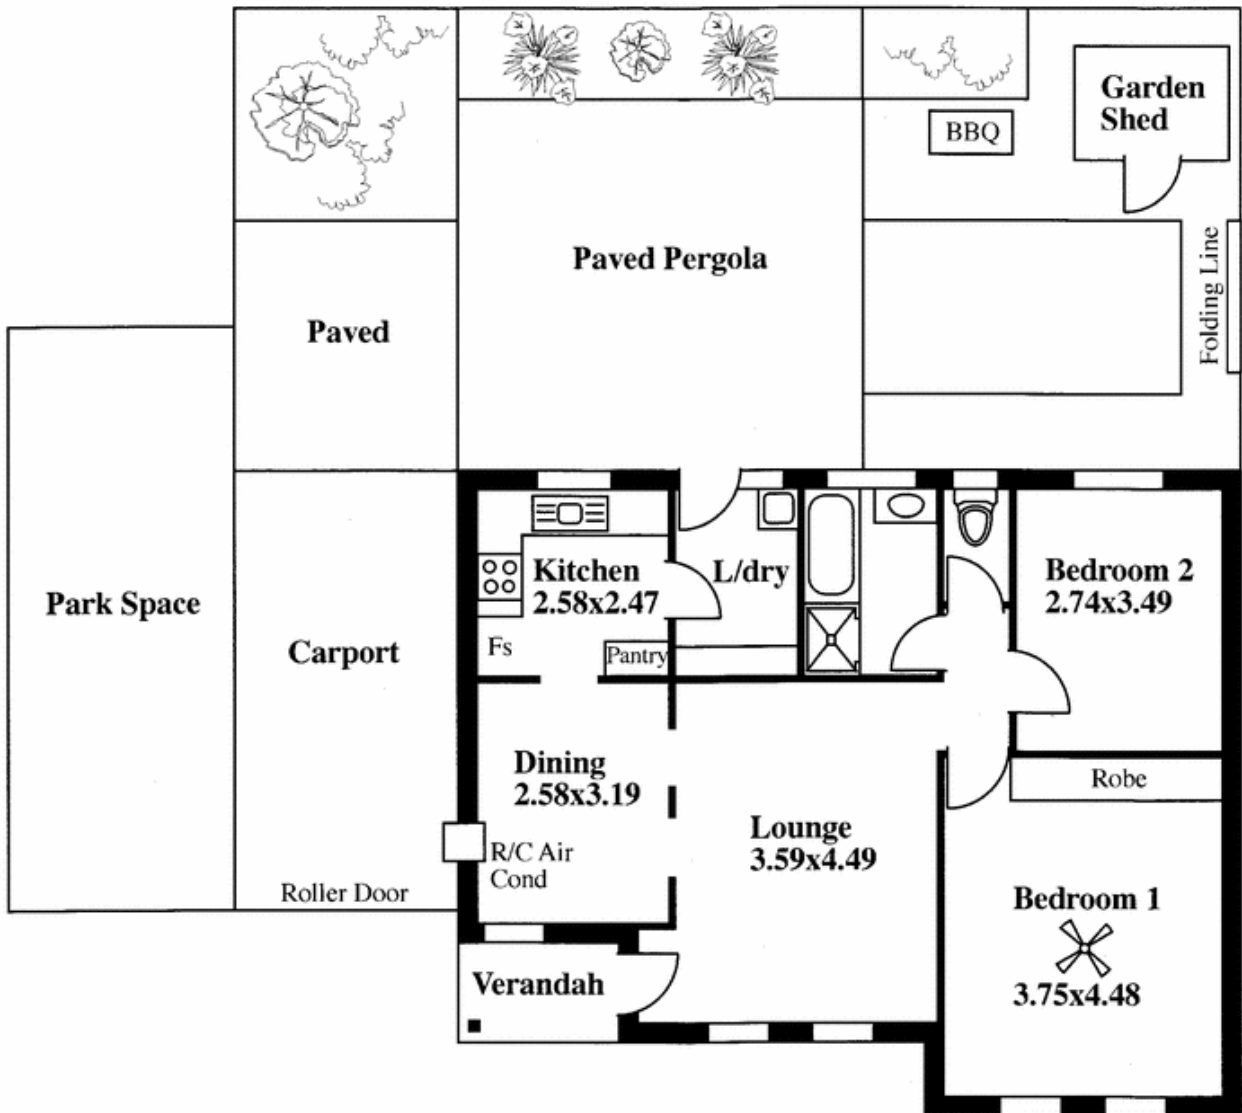 Garden
Shed
BBQ
Paved Pergola
Folding Line
Paved
Park Space
Carport
Roller Door
Kitchen
2.58x2.47
Fs
Pantry
L/dry
Bedroom 2
2.74x3.49
Dining
2.58x3.19
R/C Air
Cond
Lounge
3.59x4.49
Robe
Bedroom 1
3.75x4.48
Verandah